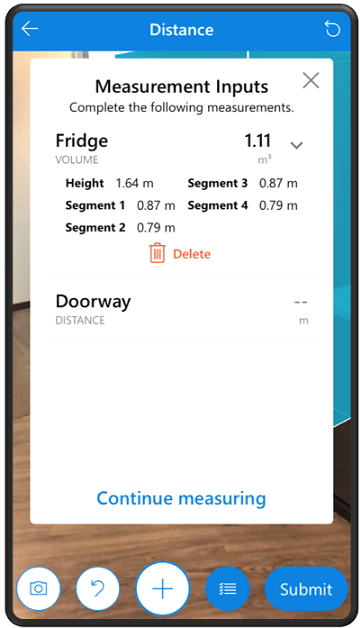 Distance
Measurement Inputs
Complete the following measurements.
Fridge 1.11
VOLUME m³
Height 1.64 m Segment 3 0.87 m
Segment 1 0.87 m Segment 4 0.79 m
Segment 2 0.79 m
Delete
Doorway --
DISTANCE m
Continue measuring
Submit